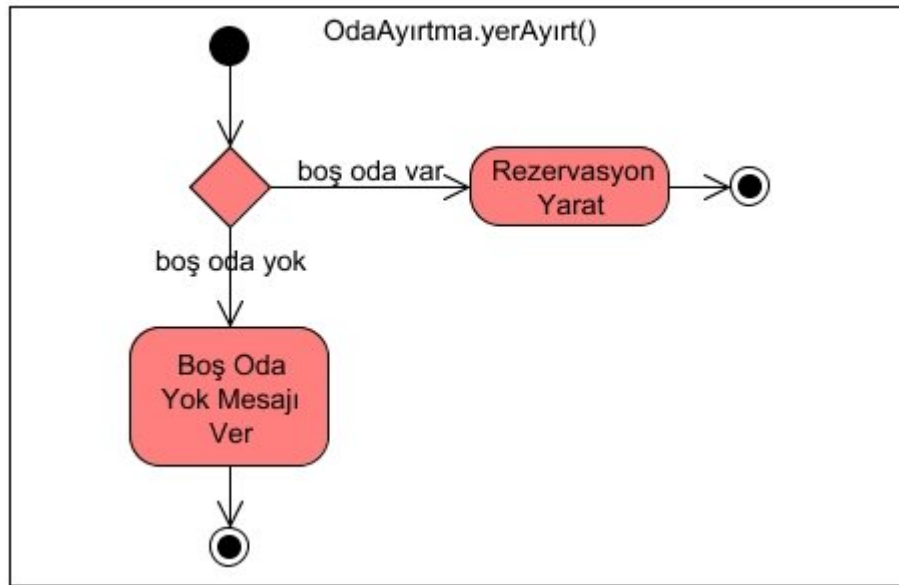 OdaAyırtma.yerAyırt()
boş oda var
Rezervasyon
Yarat
boş oda yok
Boş Oda
Yok Mesajı
Ver